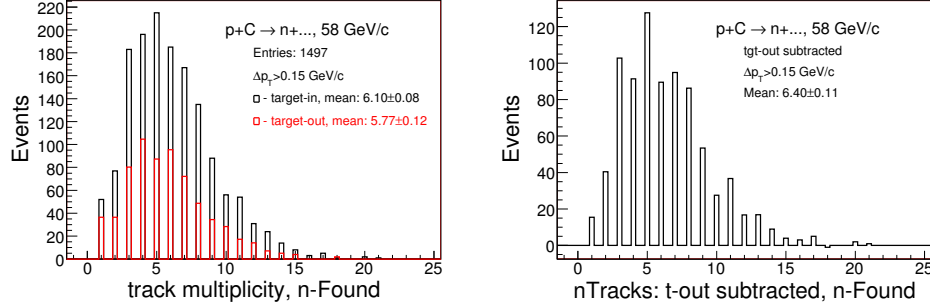 p+C → n+..., 58 GeV/c
Entries: 1497
Δp_T>0.15 GeV/c
- target-in, mean: 6.10±0.08
- target-out, mean: 5.77±0.12
Events
220
200
180
160
140
120
100
80
60
40
20
0
0 5 10 15 20 25
track multiplicity, n-Found
p+C → n+..., 58 GeV/c
tgt-out subtracted
Δp_T>0.15 GeV/c
Mean: 6.40±0.11
Events
120
100
80
60
40
20
0
0 5 10 15 20 25
nTracks: t-out subtracted, n-Found